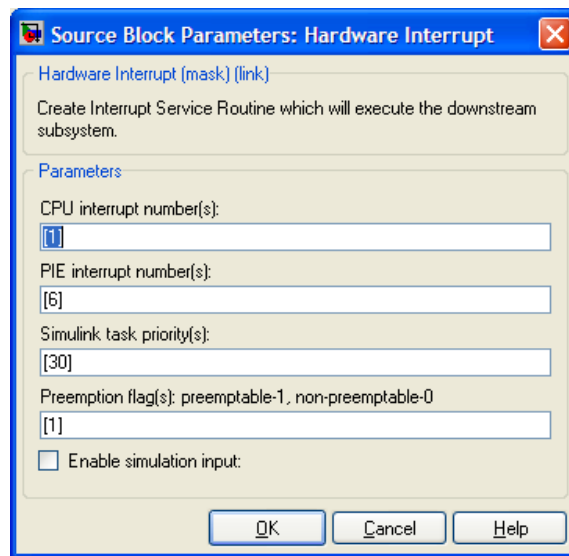 Source Block Parameters: Hardware Interrupt
Hardware Interrupt (mask) (link)
Create Interrupt Service Routine which will execute the downstream
subsystem.
Parameters
CPU interrupt number(s):
[1]
PIE interrupt number(s):
[6]
Simulink task priority(s):
[30]
Preemption flag(s): preemptable-1, non-preemptable-0
[1]
Enable simulation input:
OK Cancel Help